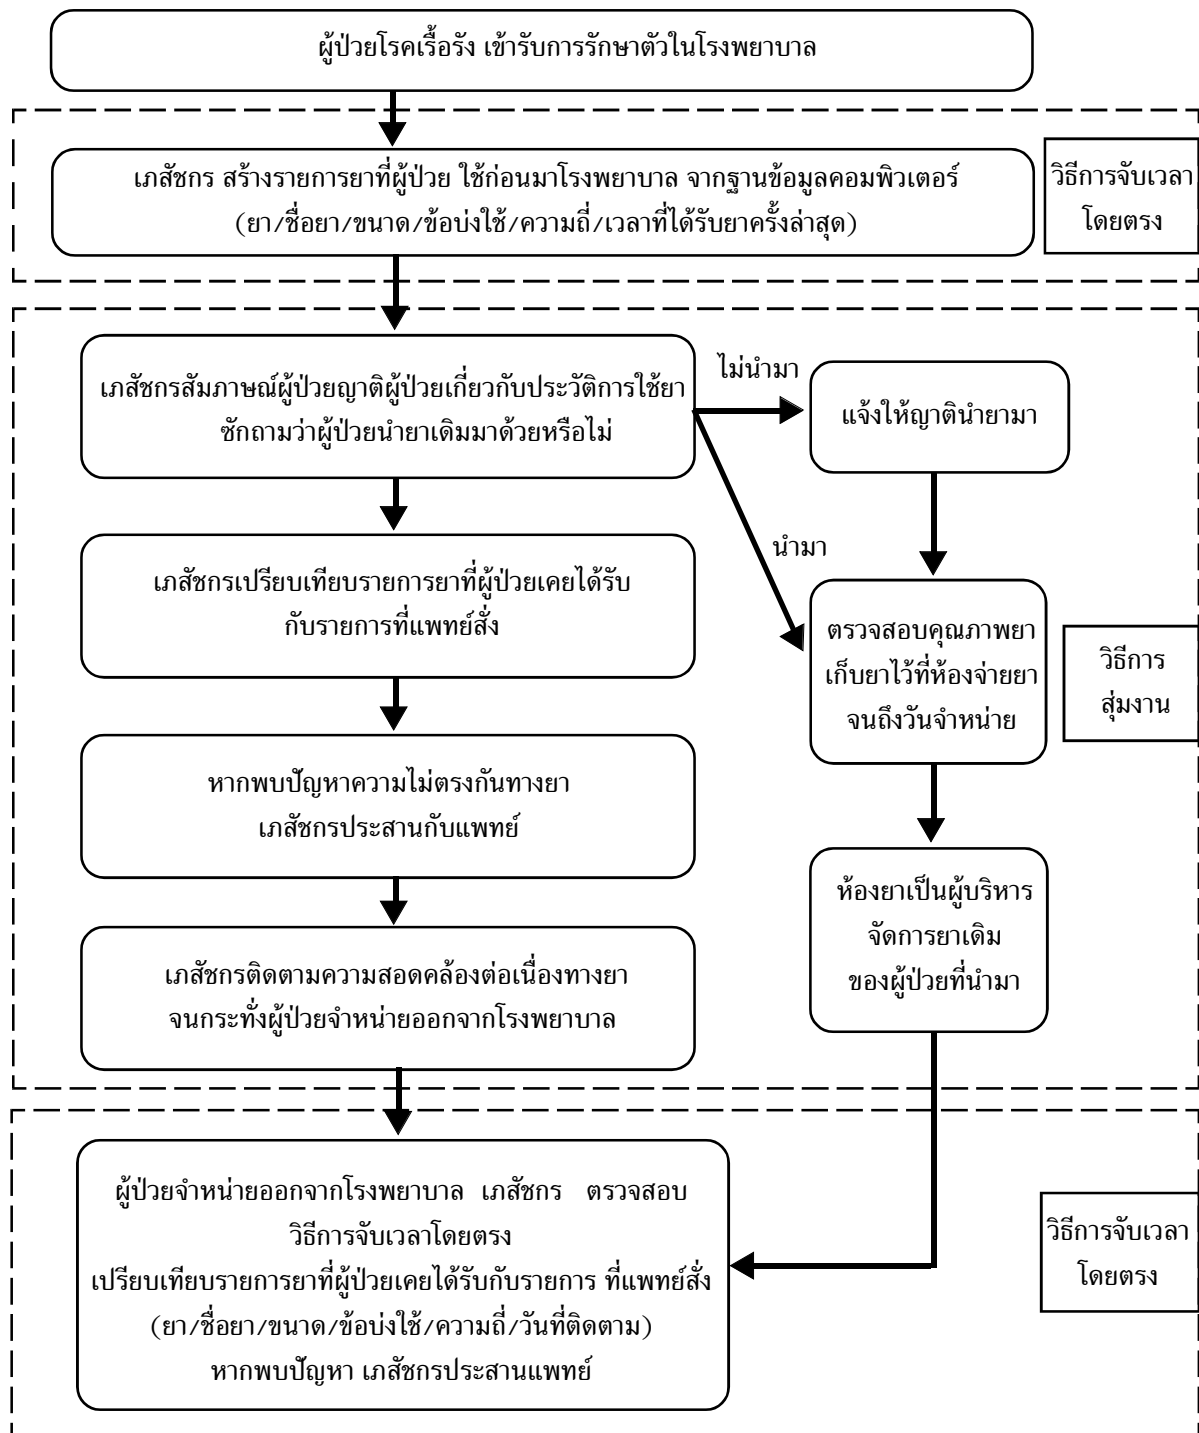 ผู้ป่วยโรคเรื้อรัง เข้ารับการรักษาตัวในโรงพยาบาล
เภสัชกร สร้างรายการยาที่ผู้ป่วย ใช้ก่อนมาโรงพยาบาล จากฐานข้อมูลคอมพิวเตอร์
(ยา/ชื่อยา/ขนาด/ข้อบ่งใช้/ความถี่/เวลาที่ได้รับยาครั้งล่าสุด)
วิธีการจับเวลา
โดยตรง
เภสัชกรสัมภาษณ์ผู้ป่วยญาติผู้ป่วยเกี่ยวกับประวัติการใช้ยา
ซักถามว่าผู้ป่วยนำยาเดิมมาด้วยหรือไม่
ไม่นำมา
แจ้งให้ญาตินำยามา
นำมา
เภสัชกรเปรียบเทียบรายการยาที่ผู้ป่วยเคยได้รับ
กับรายการที่แพทย์สั่ง
ตรวจสอบคุณภาพยา
เก็บยาไว้ที่ห้องจ่ายยา
จนถึงวันจำหน่าย
วิธีการ
สุ่มงาน
หากพบปัญหาความไม่ตรงกันทางยา
เภสัชกรประสานกับแพทย์
ห้องยาเป็นผู้บริหาร
จัดการยาเดิม
ของผู้ป่วยที่นำมา
เภสัชกรติดตามความสอดคล้องต่อเนื่องทางยา
จนกระทั่งผู้ป่วยจำหน่ายออกจากโรงพยาบาล
ผู้ป่วยจำหน่ายออกจากโรงพยาบาล เภสัชกร ตรวจสอบ
วิธีการจับเวลาโดยตรง
เปรียบเทียบรายการยาที่ผู้ป่วยเคยได้รับกับรายการ ที่แพทย์สั่ง
(ยา/ชื่อยา/ขนาด/ข้อบ่งใช้/ความถี่/วันที่ติดตาม)
หากพบปัญหา เภสัชกรประสานแพทย์
วิธีการจับเวลา
โดยตรง